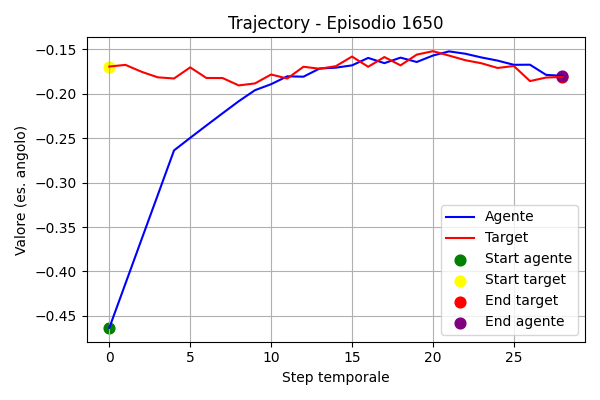 Trajectory - Episodio 1650
Valore (es. angolo)
−0.15
−0.20
−0.25
−0.30
−0.35
−0.40
−0.45
Agente
Target
Start agente
Start target
End target
End agente
0 5 10 15 20 25
Step temporale